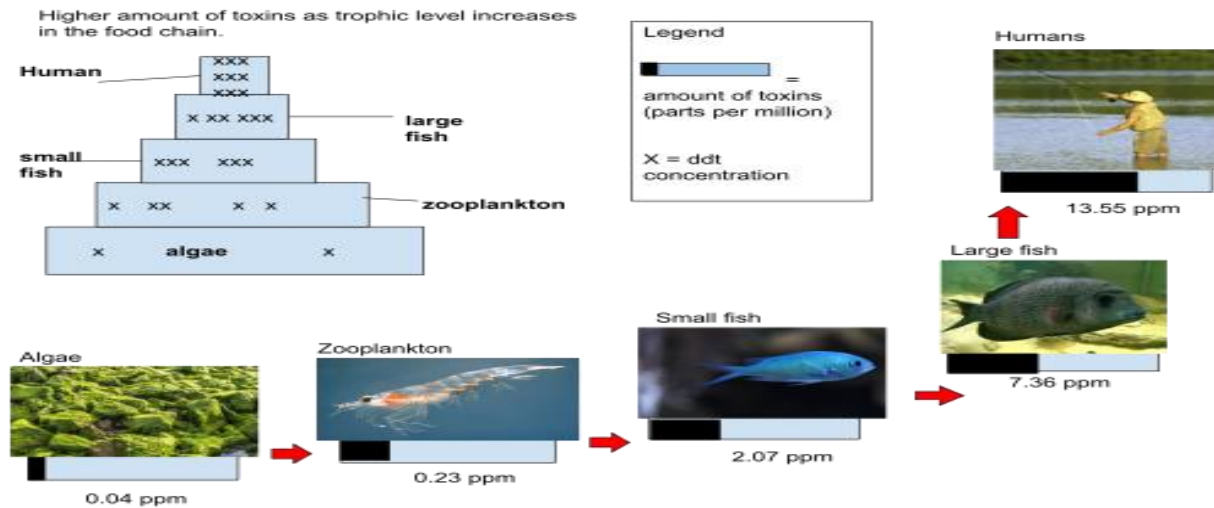 Higher amount of toxins as trophic level increases
in the food chain.
Human
xxx
xxx
xxx
large
fish
x xx xxx
small
fish
xxx xxx
zooplankton
x xx x x
algae
x x
Legend
=
amount of toxins
(parts per million)
X = ddt
concentration
Humans
13.55 ppm
Large fish
7.36 ppm
Small fish
2.07 ppm
Zooplankton
0.23 ppm
Algae
0.04 ppm